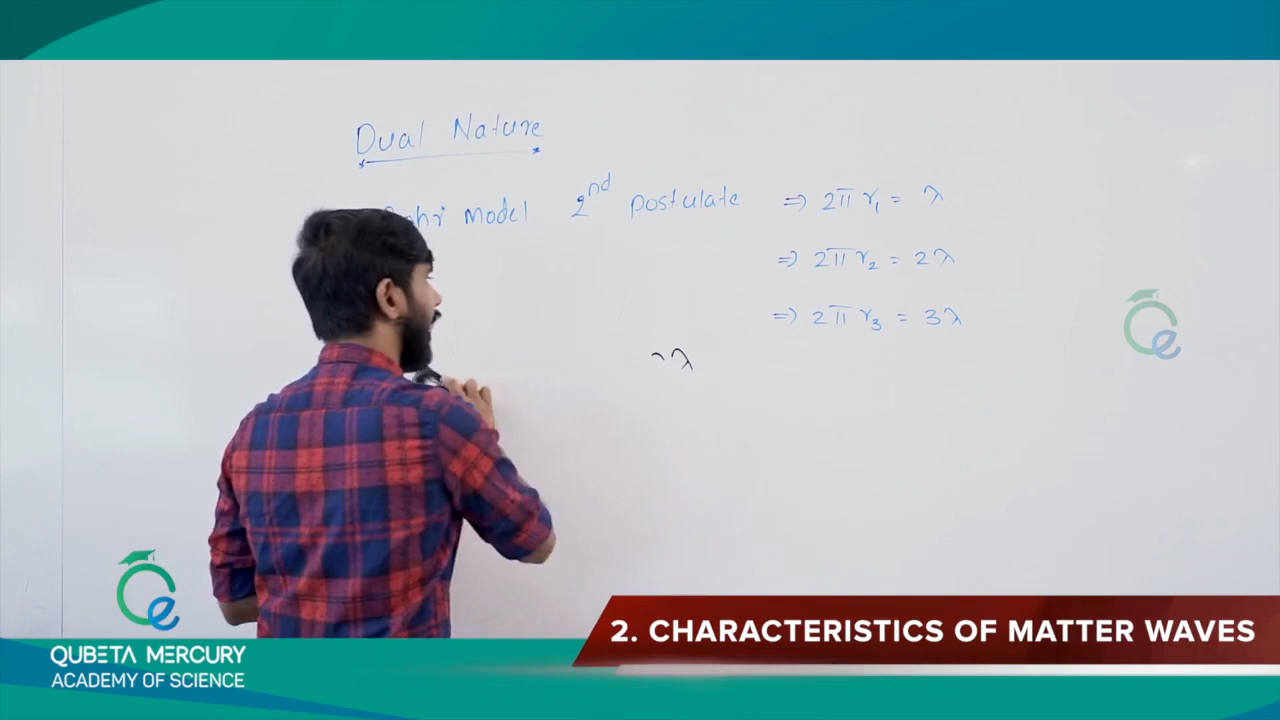 Dual Nature
model 2nd postulate ⇒ 2π r₁ = λ
⇒ 2π r₂ = 2λ
⇒ 2π r₃ = 3λ
λ
2. CHARACTERISTICS OF MATTER WAVES
QUBETA MERCURY
ACADEMY OF SCIENCE